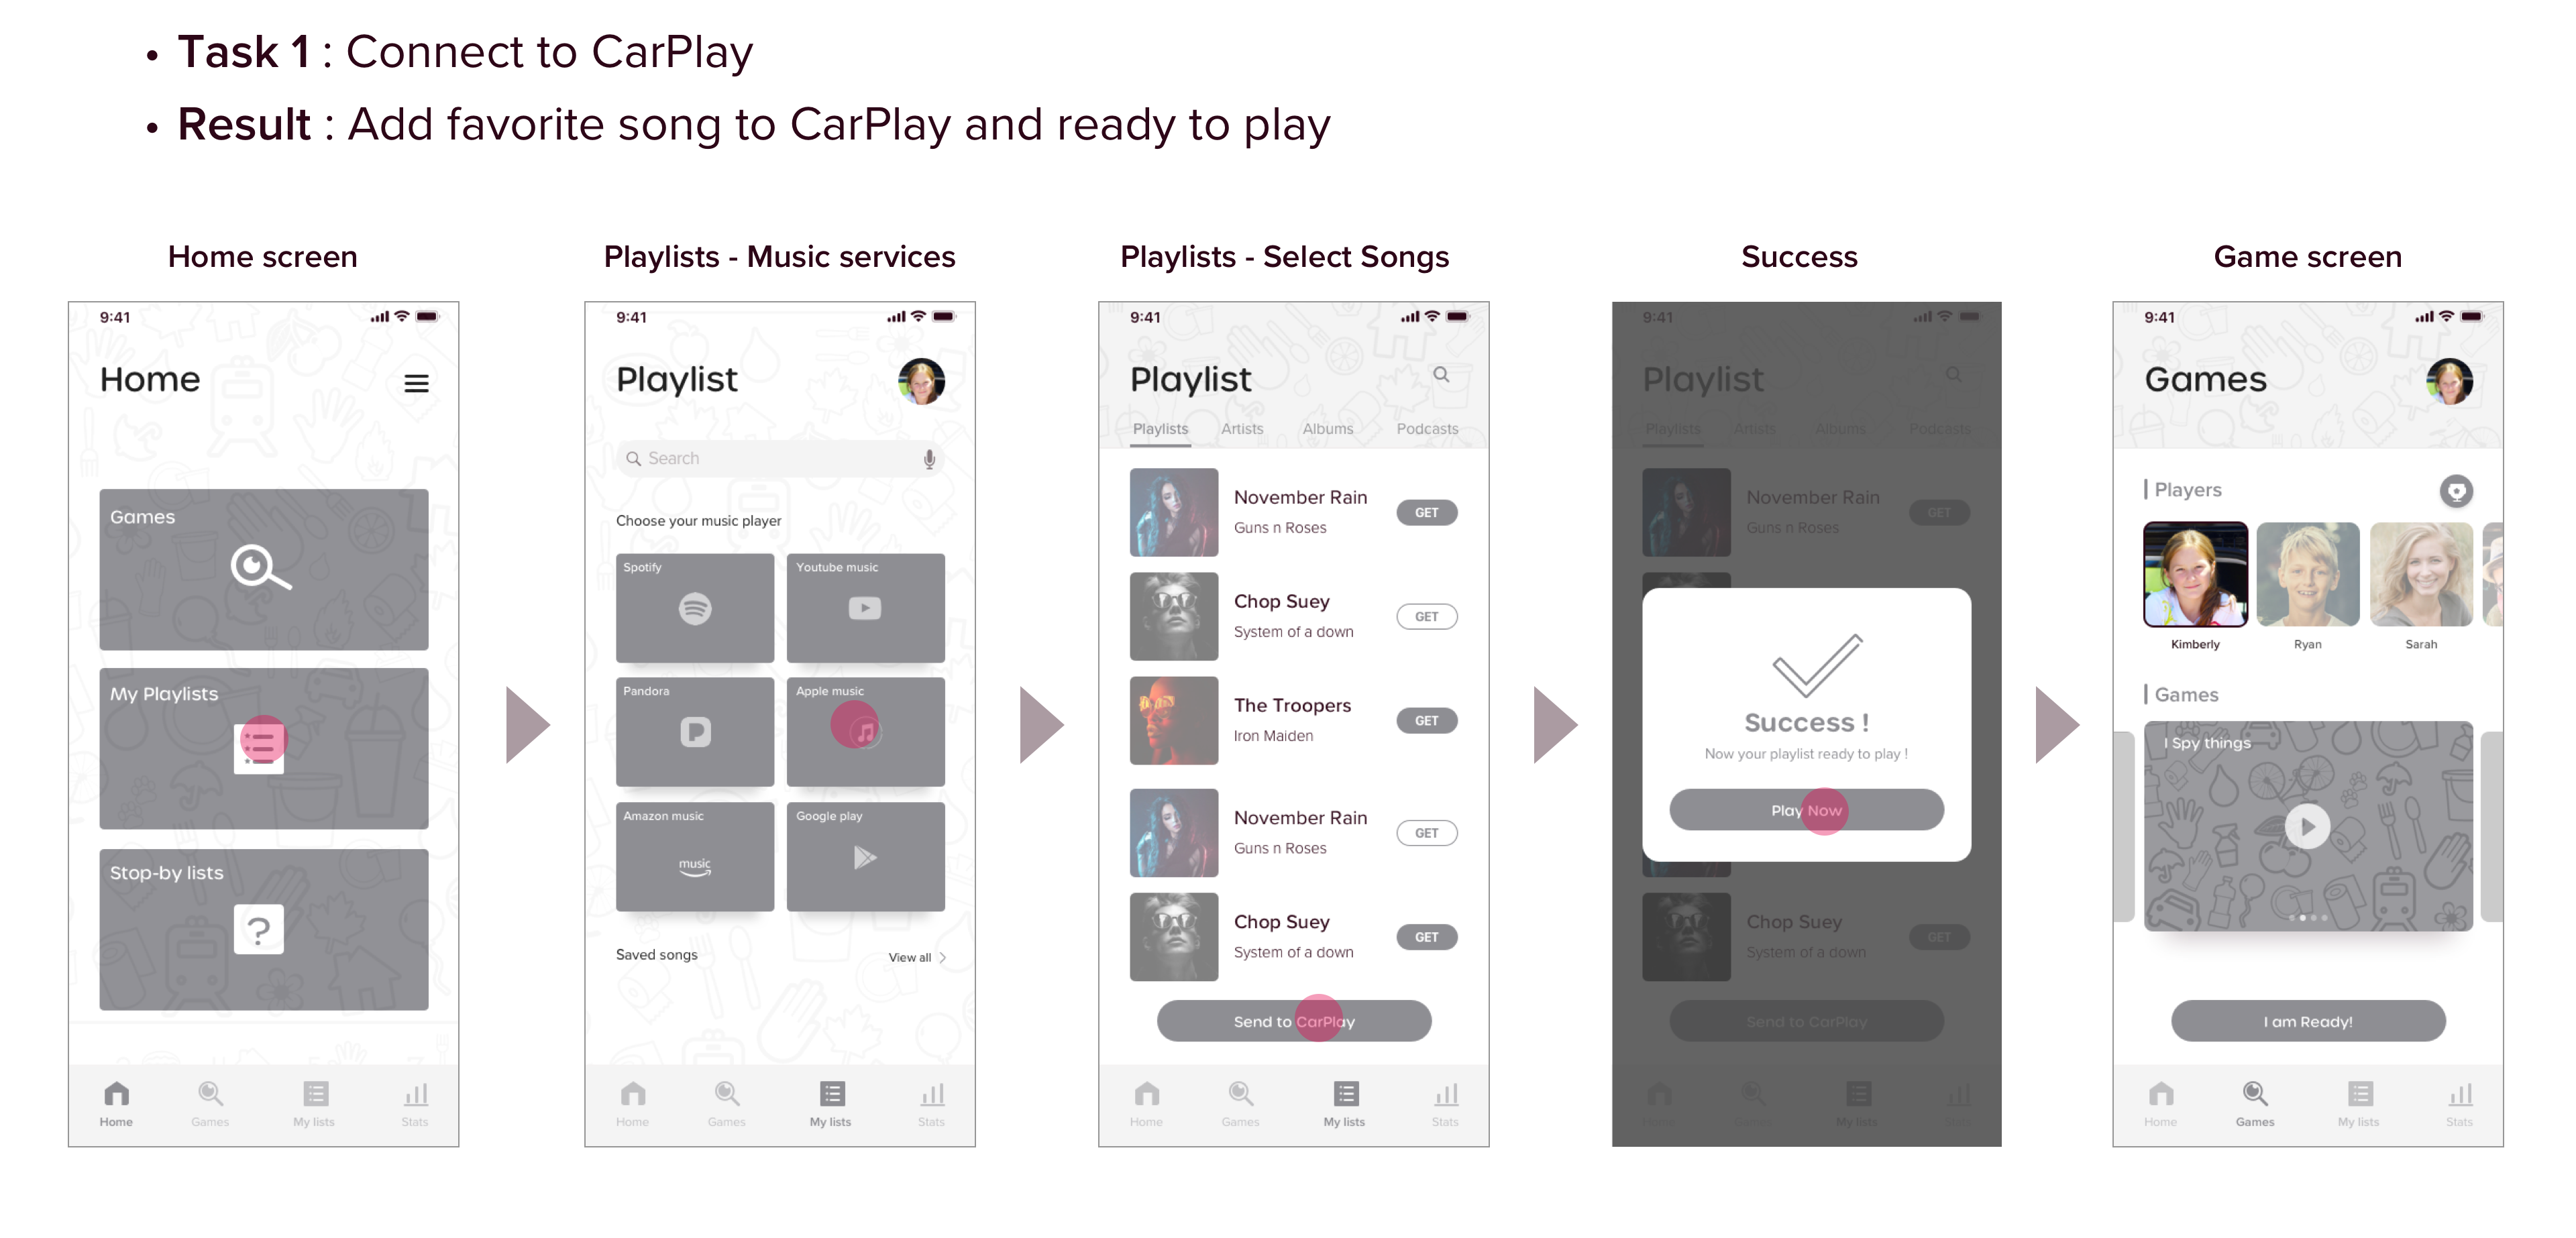 • Task 1 : Connect to CarPlay
• Result : Add favorite song to CarPlay and ready to play
Home screen
9:41
Home
Games
My Playlists
Stop-by lists
?
Home Games My lists Stats
Playlists - Music services
9:41
Playlist
Search
Choose your music player
Spotify Youtube music
Pandora Apple music
Amazon music Google play
music
Saved songs View all
Home Games My lists Stats
Playlists - Select Songs
9:41
Playlist
Playlists Artists Albums Podcasts
November Rain
Guns n Roses
GET
Chop Suey
System of a down
GET
The Troopers
Iron Maiden
GET
November Rain
Guns n Roses
GET
Chop Suey
System of a down
GET
Send to CarPlay
Home Games My lists Stats
Success
9:41
Playlist
Playlists Artists Albums Podcasts
November Rain
Guns n Roses
GET
Success !
Now your playlist ready to play !
Play Now
Chop Suey
System of a down
GET
Send to CarPlay
Home Games My lists Stats
Game screen
9:41
Games
Players
Kimberly Ryan Sarah
Games
I Spy things
I am Ready!
Home Games My lists Stats